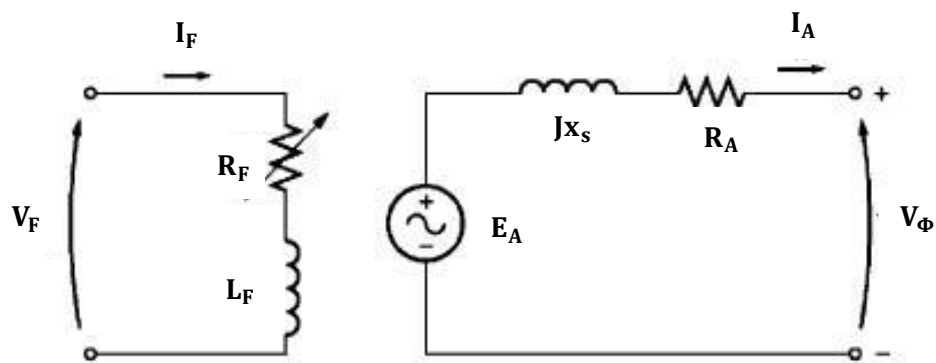 I_F
I_A
+
Jx_s
R_A
R_F
+
−
E_A
V_F
V_Φ
L_F
−